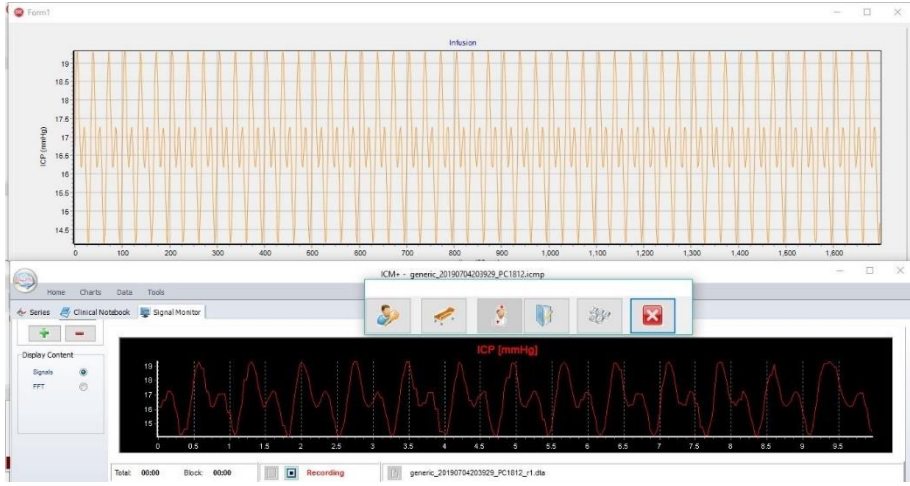 Form1
Infusion
ICP (mmHg)
19
18.5
18
17.5
17
16.5
16
15.5
15
14.5
0 100 200 300 400 500 600 700 800 900 1,000 1,100 1,200 1,300 1,400 1,500 1,600
ICM+ - generic_20190704203929_PC1812.icmp
Home Charts Data Tools
Series Clinical Notebook Signal Monitor
Display Content
Signals
FFT
ICP [mmHg]
19
18
17
16
15
0 0.5 1 1.5 2 2.5 3 3.5 4 4.5 5 5.5 6 6.5 7 7.5 8 8.5 9 9.5
Total: 00:00 Block: 00:00 Recording generic_20190704203929_PC1812_r1.dta